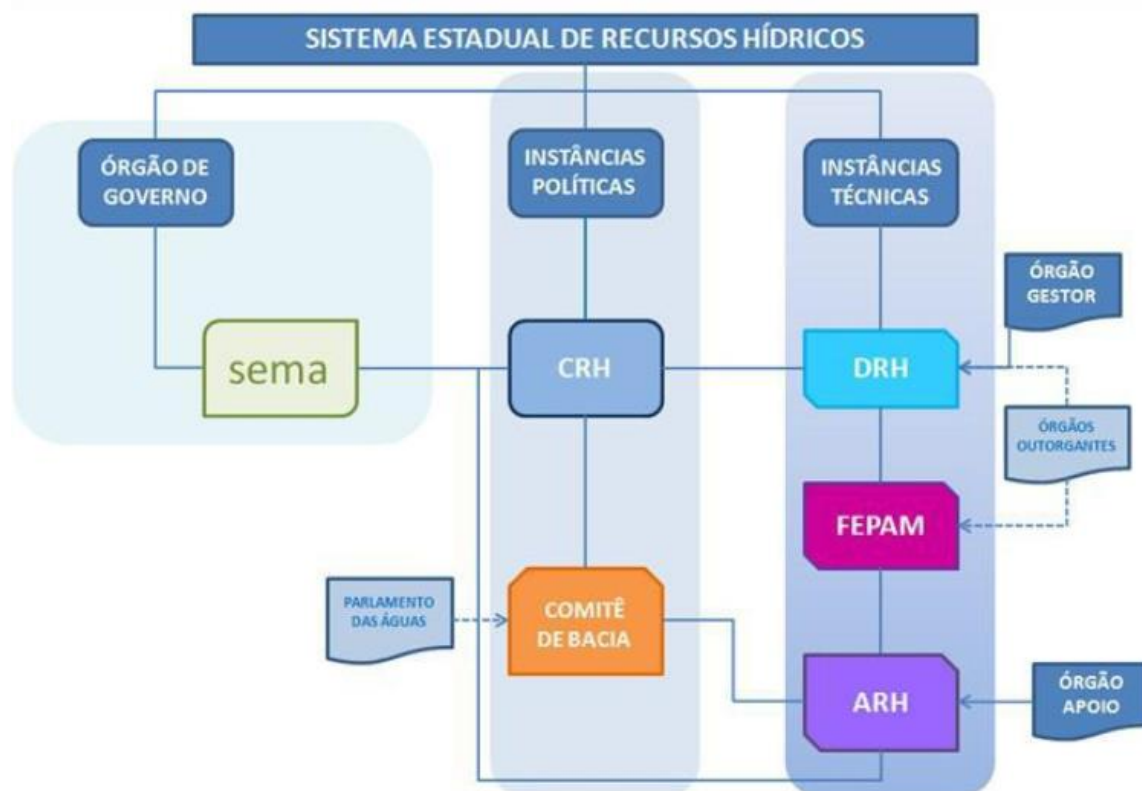 SISTEMA ESTADUAL DE RECURSOS HÍDRICOS
ÓRGÃO DE
GOVERNO
INSTÂNCIAS
POLÍTICAS
INSTÂNCIAS
TÉCNICAS
ÓRGÃO
GESTOR
sema
CRH
DRH
ÓRGÃOS
OUTORGANTES
FEPAM
PARLAMENTO
DAS ÁGUAS
COMITÊ
DE BACIA
ARH
ÓRGÃO
APOIO